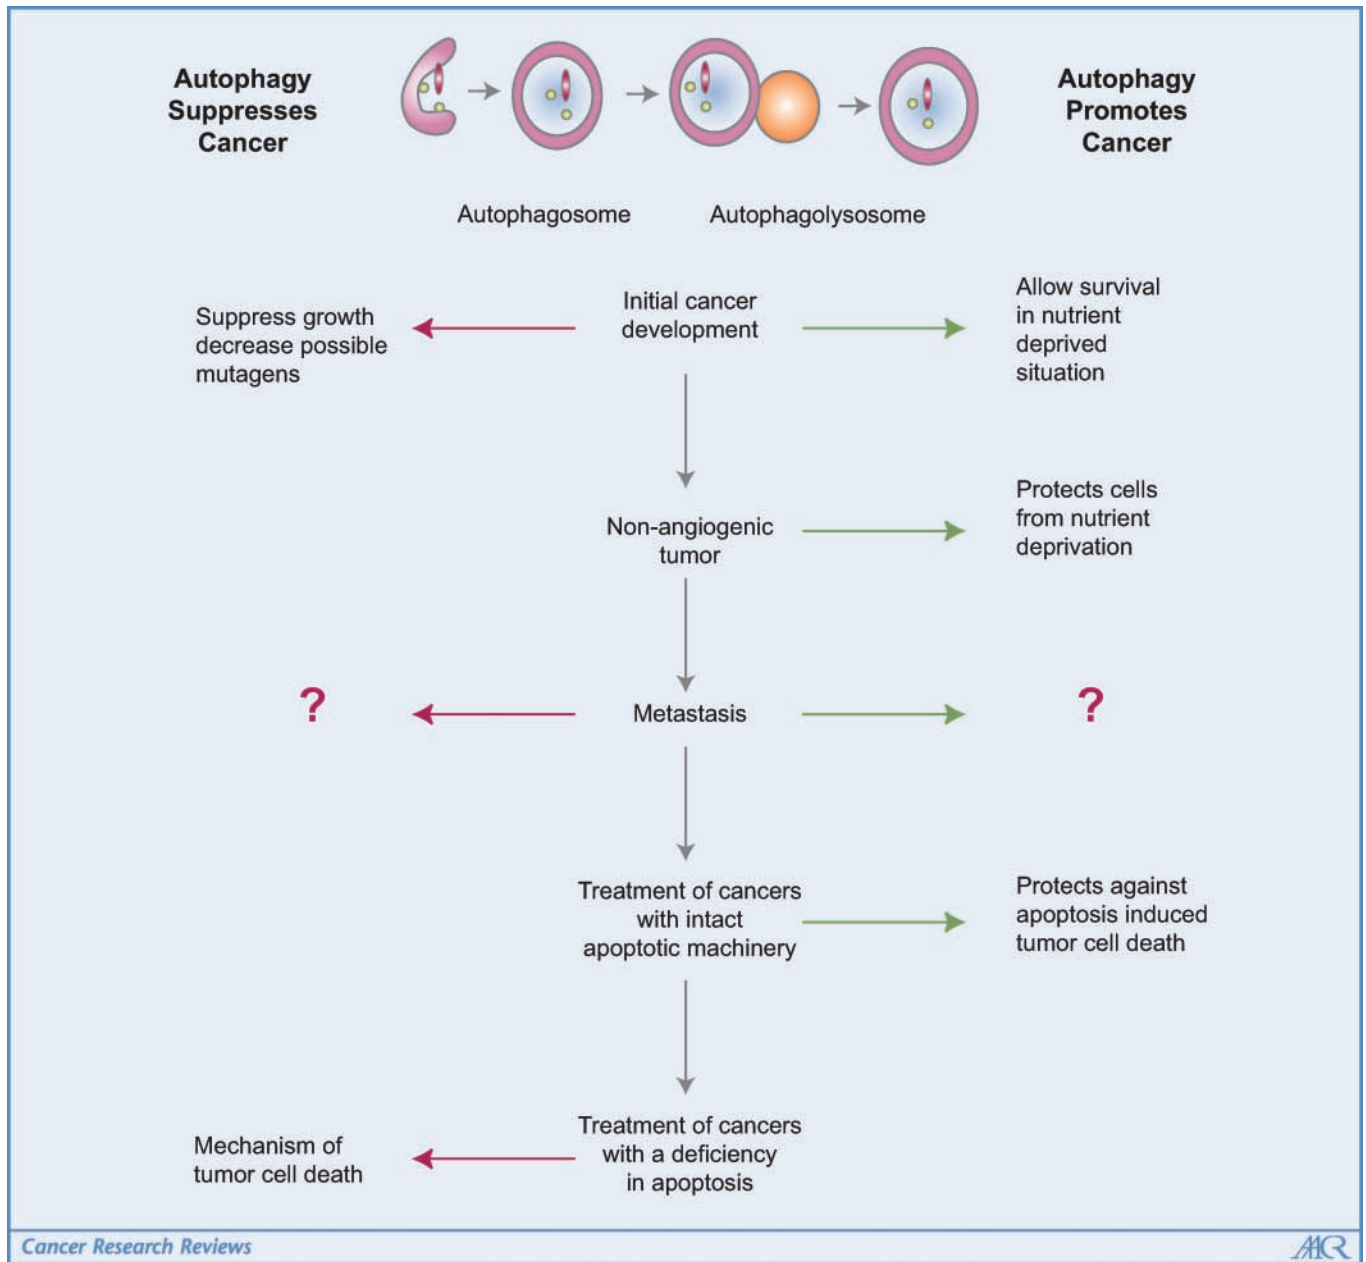 Autophagy
Suppresses
Cancer
Autophagy
Promotes
Cancer
Autophagosome
Autophagolysosome
Suppress growth
decrease possible
mutagens
Initial cancer
development
Allow survival
in nutrient
deprived
situation
Non-angiogenic
tumor
Protects cells
from nutrient
deprivation
?
Metastasis
?
Treatment of cancers
with intact
apoptotic machinery
Protects against
apoptosis induced
tumor cell death
Mechanism of
tumor cell death
Treatment of cancers
with a deficiency
in apoptosis
Cancer Research Reviews
AACR